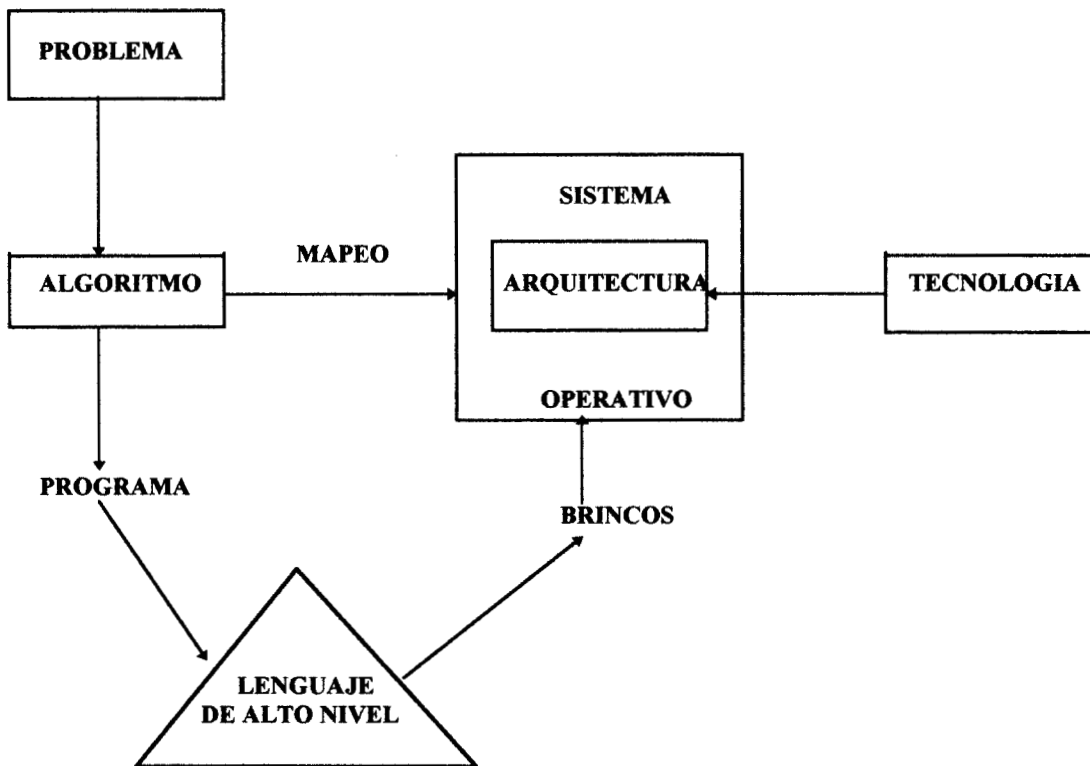 PROBLEMA
SISTEMA
MAPEO
ALGORITMO
ARQUITECTURA
TECNOLOGIA
OPERATIVO
PROGRAMA
BRINCOS
LENGUAJE
DE ALTO NIVEL